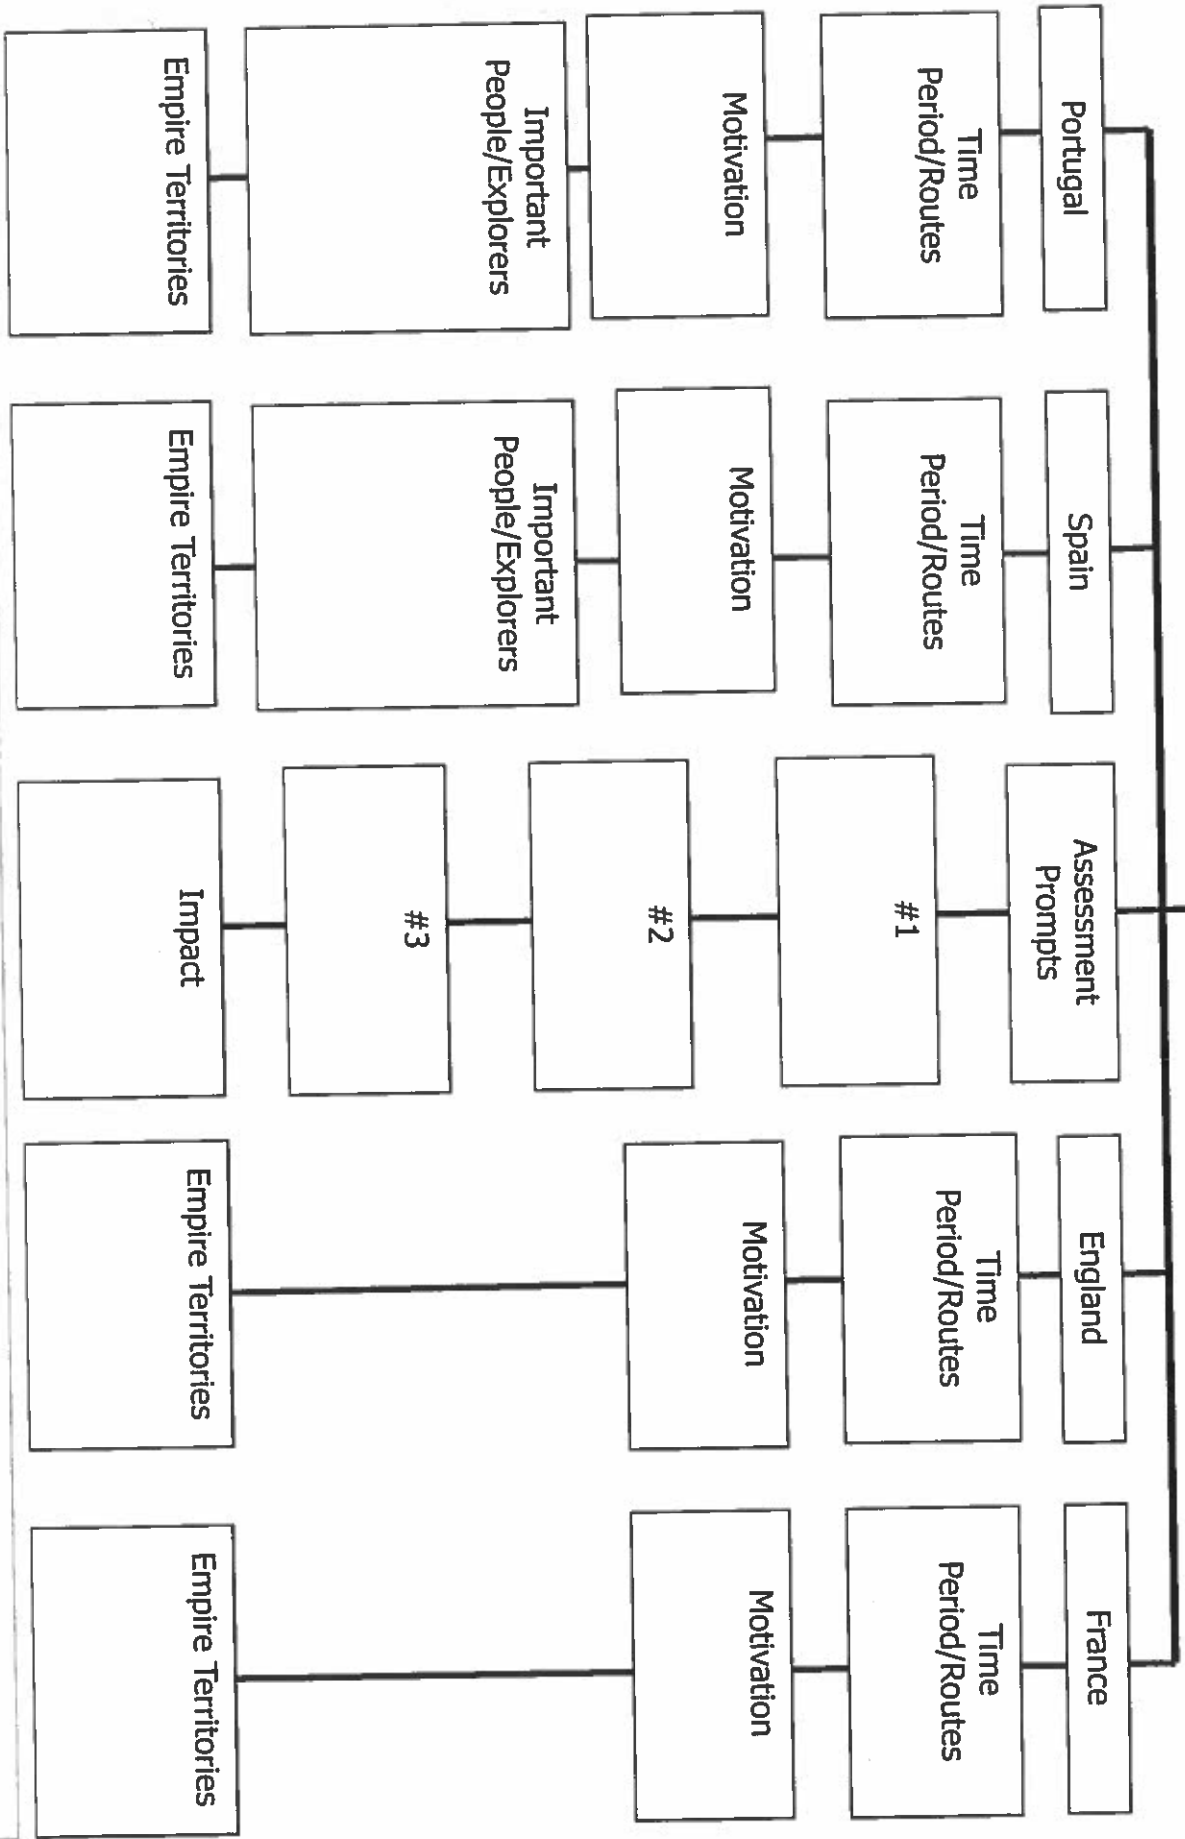 Portugal
Time
Period/Routes
Motivation
Important
People/Explorers
Empire Territories
Spain
Time
Period/Routes
Motivation
Important
People/Explorers
Empire Territories
Assessment
Prompts
#1
#2
#3
Impact
England
Time
Period/Routes
Motivation
Empire Territories
France
Time
Period/Routes
Motivation
Empire Territories